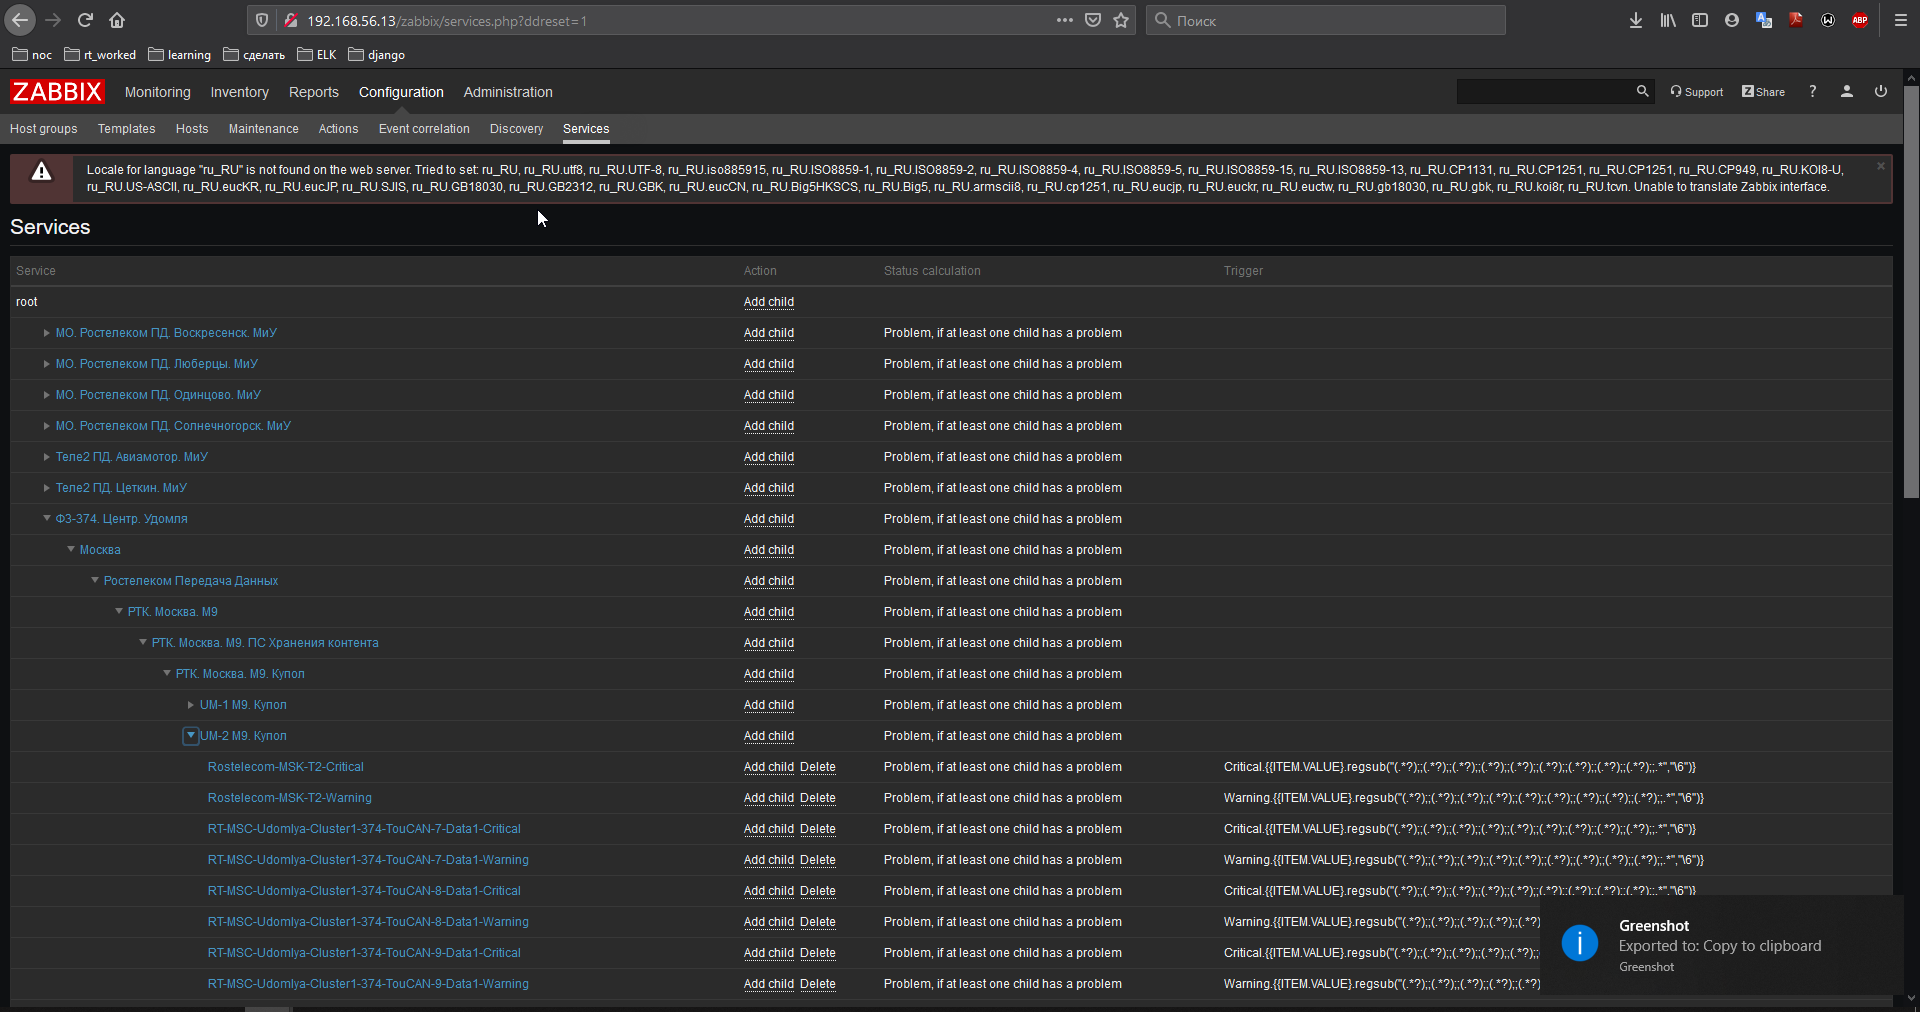 192.168.56.13/zabbix/services.php?ddreset=1
Поиск
ABP
noc rt_worked learning сделать ELK django
ZABBIX Monitoring Inventory Reports Configuration Administration
Support Z Share ?
Host groups Templates Hosts Maintenance Actions Event correlation Discovery Services
Locale for language "ru_RU" is not found on the web server. Tried to set: ru_RU, ru_RU.utf8, ru_RU.UTF-8, ru_RU.iso885915, ru_RU.ISO8859-1, ru_RU.ISO8859-2, ru_RU.ISO8859-4, ru_RU.ISO8859-5, ru_RU.ISO8859-15, ru_RU.ISO8859-13, ru_RU.CP1131, ru_RU.CP1251, ru_RU.CP1251, ru_RU.CP949, ru_RU.KOI8-U,
ru_RU.US-ASCII, ru_RU.eucKR, ru_RU.eucJP, ru_RU.SJIS, ru_RU.GB18030, ru_RU.GB2312, ru_RU.GBK, ru_RU.eucCN, ru_RU.Big5HKSCS, ru_RU.Big5, ru_RU.armscii8, ru_RU.cp1251, ru_RU.eucjp, ru_RU.euckr, ru_RU.euctw, ru_RU.gb18030, ru_RU.gbk, ru_RU.koi8r, ru_RU.tcvn. Unable to translate Zabbix interface.
Services
Service Action Status calculation Trigger
root Add child
МО. Ростелеком ПД. Воскресенск. МиУ Add child Problem, if at least one child has a problem
МО. Ростелеком ПД. Люберцы. МиУ Add child Problem, if at least one child has a problem
МО. Ростелеком ПД. Одинцово. МиУ Add child Problem, if at least one child has a problem
МО. Ростелеком ПД. Солнечногорск. МиУ Add child Problem, if at least one child has a problem
Теле2 ПД. Авиамотор. МиУ Add child Problem, if at least one child has a problem
Теле2 ПД. Цеткин. МиУ Add child Problem, if at least one child has a problem
ФЗ-374. Центр. Удомля Add child Problem, if at least one child has a problem
Москва Add child Problem, if at least one child has a problem
Ростелеком Передача Данных Add child Problem, if at least one child has a problem
РТК. Москва. М9 Add child Problem, if at least one child has a problem
РТК. Москва. М9. ПС Хранения контента Add child Problem, if at least one child has a problem
РТК. Москва. М9. Купол Add child Problem, if at least one child has a problem
UM-1 М9. Купол Add child Problem, if at least one child has a problem
UM-2 М9. Купол Add child Problem, if at least one child has a problem
Rostelecom-MSK-T2-Critical Add child Delete Problem, if at least one child has a problem Critical.{{ITEM.VALUE}.regsub("(.*?);;(.*?);;(.*?);;(.*?);;(.*?);;(.*?);;(.*?);;(.*?);;(.*?);;.*","\6")}
Rostelecom-MSK-T2-Warning Add child Delete Problem, if at least one child has a problem Warning.{{ITEM.VALUE}.regsub("(.*?);;(.*?);;(.*?);;(.*?);;(.*?);;(.*?);;(.*?);;(.*?);;(.*?);;.*","\6")}
RT-MSC-Udomlya-Cluster1-374-TouCAN-7-Data1-Critical Add child Delete Problem, if at least one child has a problem Critical.{{ITEM.VALUE}.regsub("(.*?);;(.*?);;(.*?);;(.*?);;(.*?);;(.*?);;(.*?);;(.*?);;(.*?);;.*","\6")}
RT-MSC-Udomlya-Cluster1-374-TouCAN-7-Data1-Warning Add child Delete Problem, if at least one child has a problem Warning.{{ITEM.VALUE}.regsub("(.*?);;(.*?);;(.*?);;(.*?);;(.*?);;(.*?);;(.*?);;(.*?);;(.*?);;.*","\6")}
RT-MSC-Udomlya-Cluster1-374-TouCAN-8-Data1-Critical Add child Delete Problem, if at least one child has a problem Critical.{{ITEM.VALUE}.regsub("(.*?);;(.*?);;(.*?);;(.*?);;(.*?);;(.*?);;(.*?);;(.*?);;(.*?);;.*","\6")}
RT-MSC-Udomlya-Cluster1-374-TouCAN-8-Data1-Warning Add child Delete Problem, if at least one child has a problem Warning.{{ITEM.VALUE}.regsub("(.*?);;(.*?);;(.*?);;(.*?);;(.*?)
RT-MSC-Udomlya-Cluster1-374-TouCAN-9-Data1-Critical Add child Delete Problem, if at least one child has a problem Critical.{{ITEM.VALUE}.regsub("(.*?);;(.*?);;(.*?);;(.*?);;(.*?);;
RT-MSC-Udomlya-Cluster1-374-TouCAN-9-Data1-Warning Add child Delete Problem, if at least one child has a problem Warning.{{ITEM.VALUE}.regsub("(.*?);;(.*?);;(.*?);;(.*?);;(.*?)
Greenshot
Exported to: Copy to clipboard
Greenshot